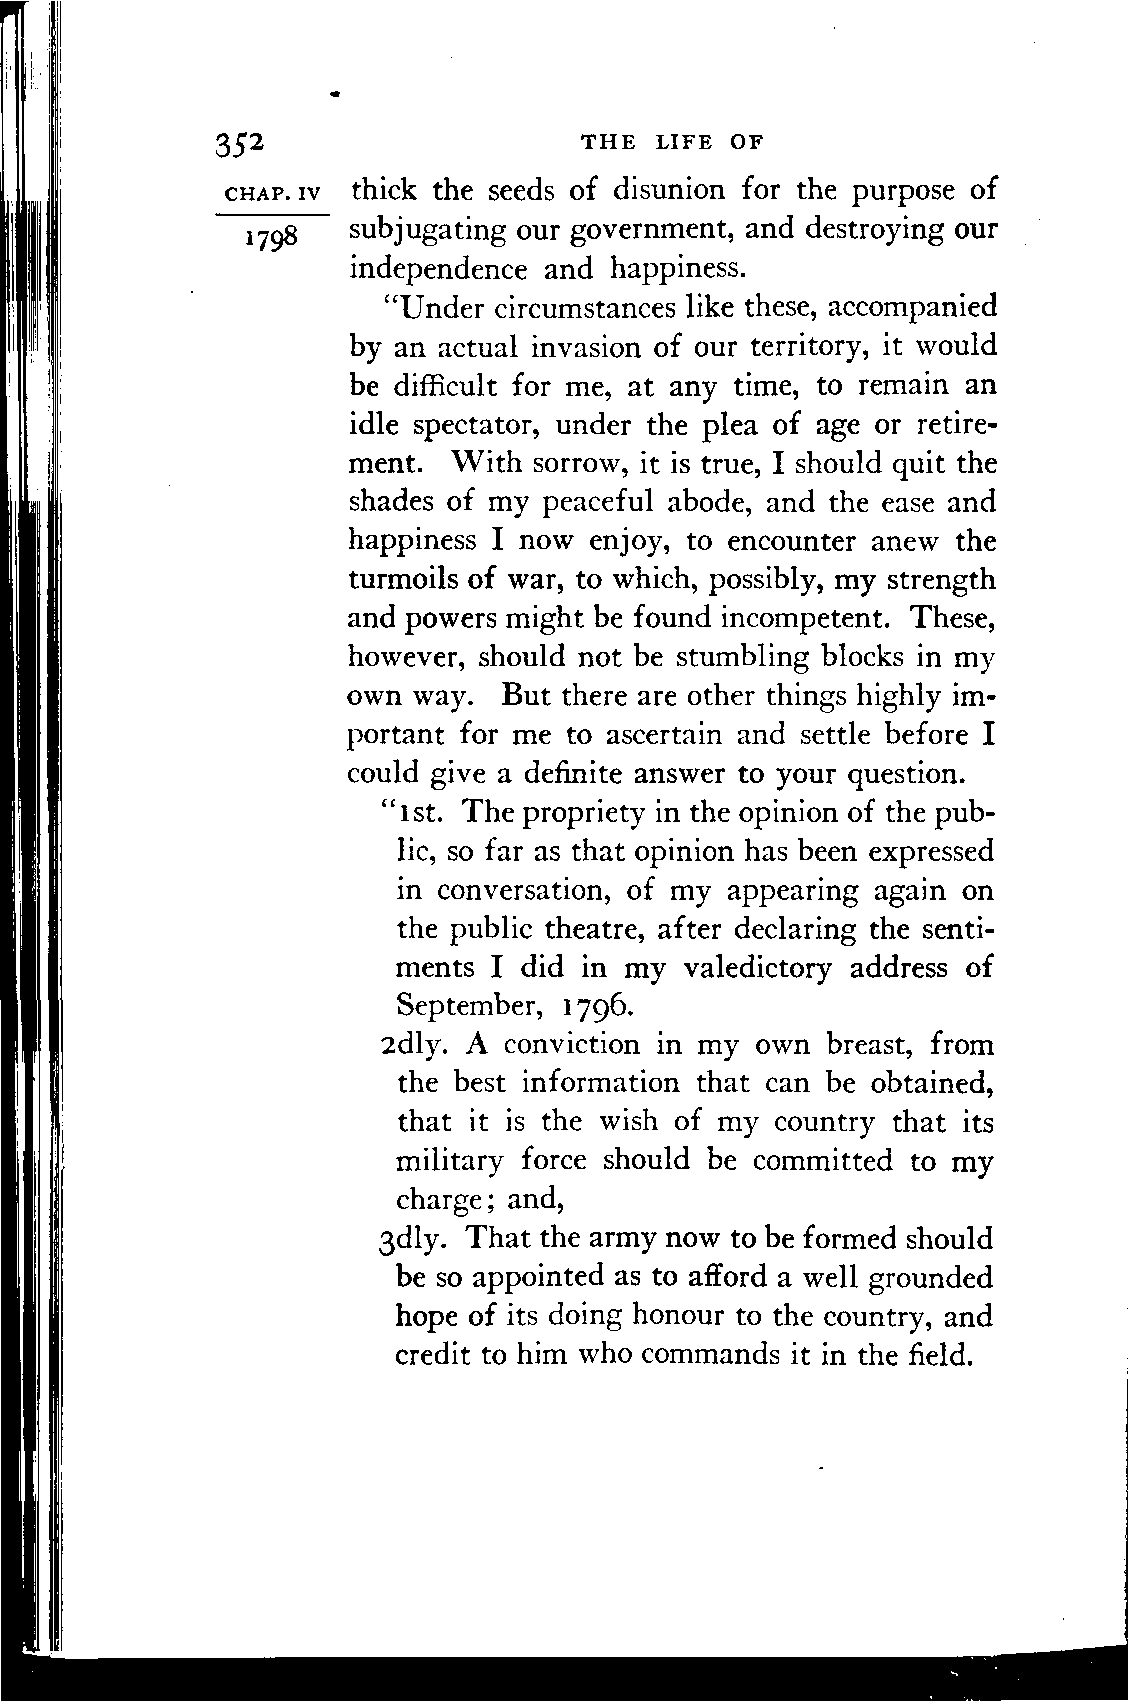 352 THE LIFE OF
CHAP. IV thick the seeds of disunion for the purpose of
1798 subjugating our government, and destroying our
independence and happiness.
"Under circumstances like these, accompanied
by an actual invasion of our territory, it would
be difficult for me, at any time, to remain an
idle spectator, under the plea of age or retire-
ment. With sorrow, it is true, I should quit the
shades of my peaceful abode, and the ease and
happiness I now enjoy, to encounter anew the
turmoils of war, to which, possibly, my strength
and powers might be found incompetent. These,
however, should not be stumbling blocks in my
own way. But there are other things highly im-
portant for me to ascertain and settle before I
could give a definite answer to your question.
"1st. The propriety in the opinion of the pub-
lic, so far as that opinion has been expressed
in conversation, of my appearing again on
the public theatre, after declaring the senti-
ments I did in my valedictory address of
September, 1796.
2dly. A conviction in my own breast, from
the best information that can be obtained,
that it is the wish of my country that its
military force should be committed to my
charge; and,
3dly. That the army now to be formed should
be so appointed as to afford a well grounded
hope of its doing honour to the country, and
credit to him who commands it in the field.